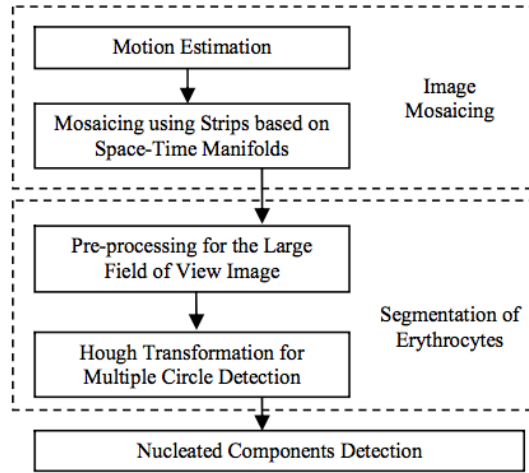 Motion Estimation
Mosaicing using Strips based on
Space-Time Manifolds
Image
Mosaicing
Pre-processing for the Large
Field of View Image
Hough Transformation for
Multiple Circle Detection
Segmentation of
Erythrocytes
Nucleated Components Detection